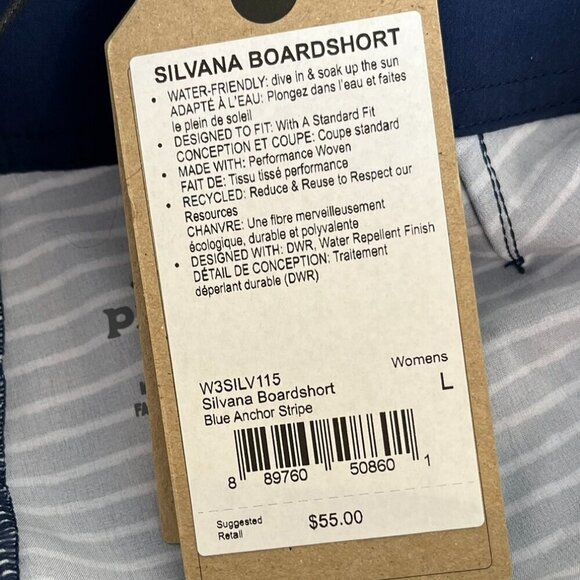 SILVANA BOARDSHORT
• WATER-FRIENDLY: dive in & soak up the sun
ADAPTÉ À L'EAU: Plongez dans l'eau et faites
le plein de soleil
• DESIGNED TO FIT: With A Standard Fit
CONCEPTION ET COUPE: Coupe standard
• MADE WITH: Performance Woven
FAIT DE: Tissu tissé performance
• RECYCLED: Reduce & Reuse to Respect our
Resources
CHANVRE: Une fibre merveilleusement
écologique, durable et polyvalente
• DESIGNED WITH: DWR, Water Repellent Finish
DÉTAIL DE CONCEPTION: Traitement
déperlant durable (DWR)
W3SILV115
Womens
Silvana Boardshort
L
Blue Anchor Stripe
8 89760 50860 1
Suggested
Retail
$55.00